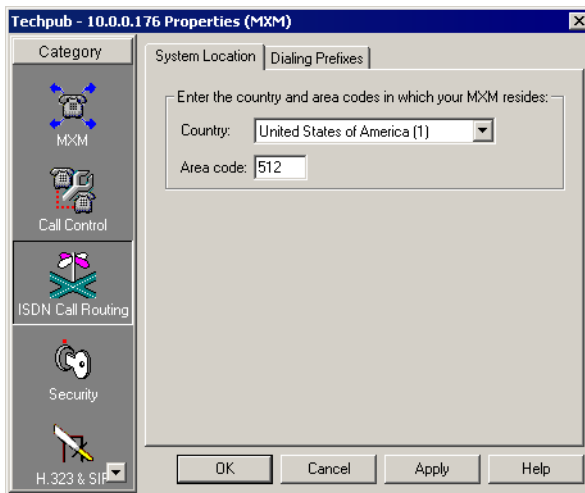 Techpub - 10.0.0.176 Properties (MXM)
Category
MXM
Call Control
ISDN Call Routing
Security
H.323 & SIP
System Location
Dialing Prefixes
Enter the country and area codes in which your MXM resides:
Country: United States of America (1)
Area code: 512
OK Cancel Apply Help